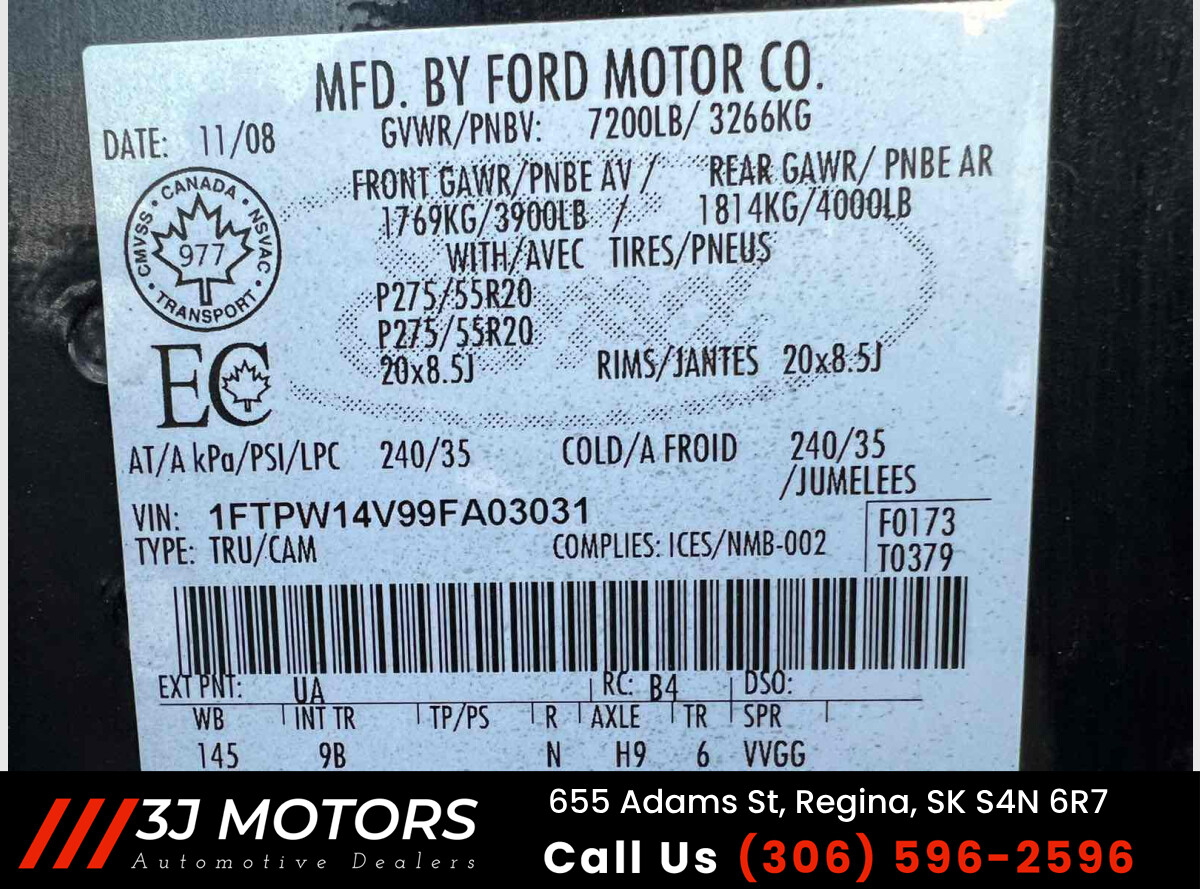 MFD. BY FORD MOTOR CO.
DATE: 11/08
GVWR/PNBV: 7200LB/ 3266KG
FRONT GAWR/PNBE AV / REAR GAWR/ PNBE AR
1769KG/3900LB / 1814KG/4000LB
WITH/AVEC TIRES/PNEUS
P275/55R20
P275/55R20
20x8.5J RIMS/JANTES 20x8.5J
CANADA
CMVSS · NSVAC
977
TRANSPORT
EC
AT/A kPa/PSI/LPC 240/35 COLD/A FROID 240/35
/JUMELEES
VIN: 1FTPW14V99FA03031
F0173
TYPE: TRU/CAM COMPLIES: ICES/NMB-002
T0379
EXT PNT: UA RC: B4 DSO:
WB INT TR TP/PS R AXLE TR SPR
145 9B N H9 6 VVGG
3J MOTORS
Automotive Dealers
655 Adams St, Regina, SK S4N 6R7
Call Us (306) 596-2596